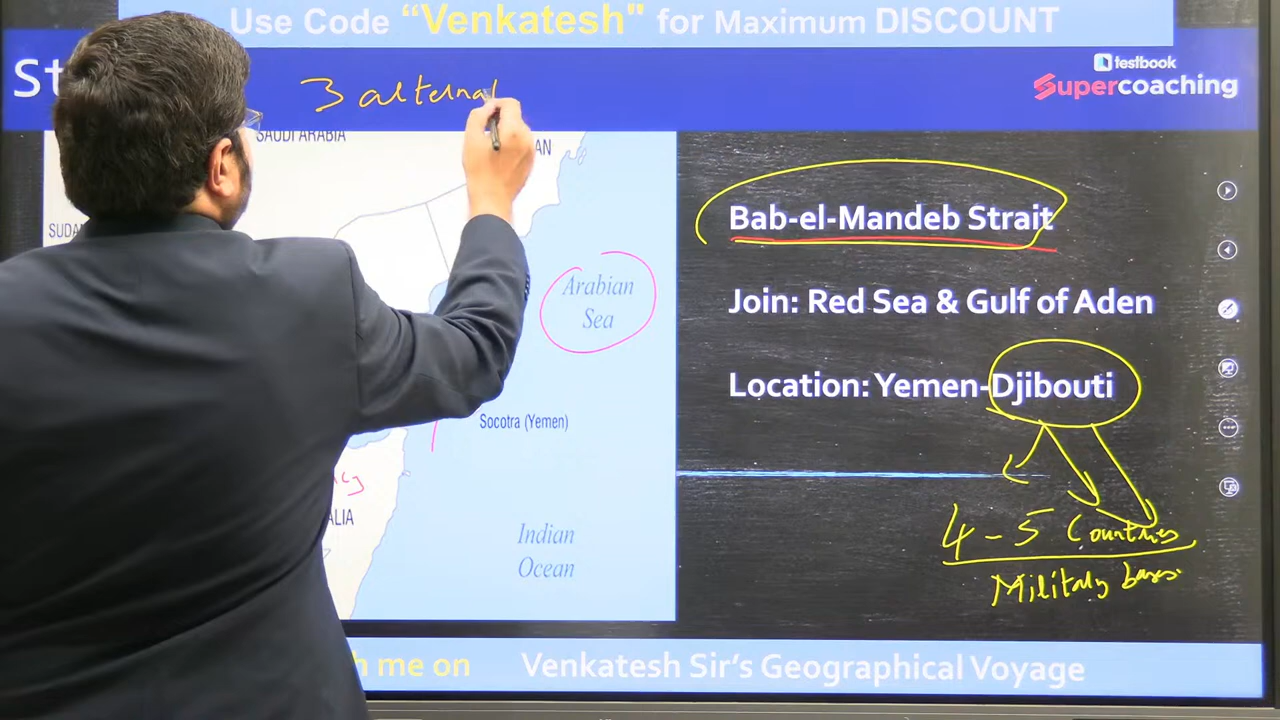 Use Code “Venkatesh" for Maximum DISCOUNT
St
3 alternat
testbook
Supercoaching
SAUDI ARABIA
AN
SUDA
Bab-el-Mandeb Strait
Arabian
Sea
Join: Red Sea & Gulf of Aden
Location: Yemen-Djibouti
Socotra (Yemen)
ALIA
4-5 Countries
Military bases
Indian
Ocean
h me on
Venkatesh Sir's Geographical Voyage